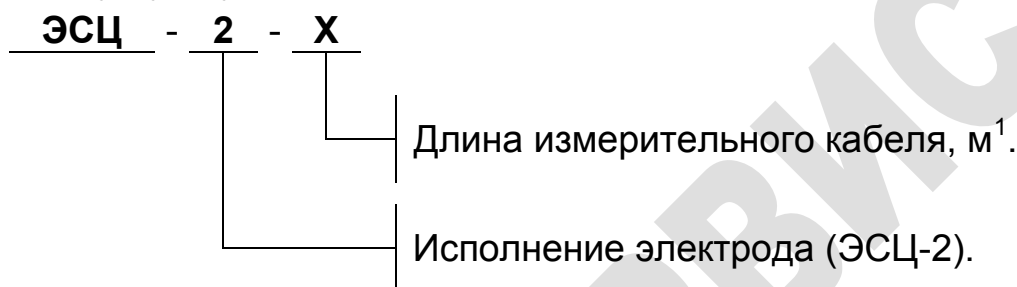 ЭСЦ - 2 - Х
Длина измерительного кабеля, м¹.
Исполнение электрода (ЭСЦ-2).